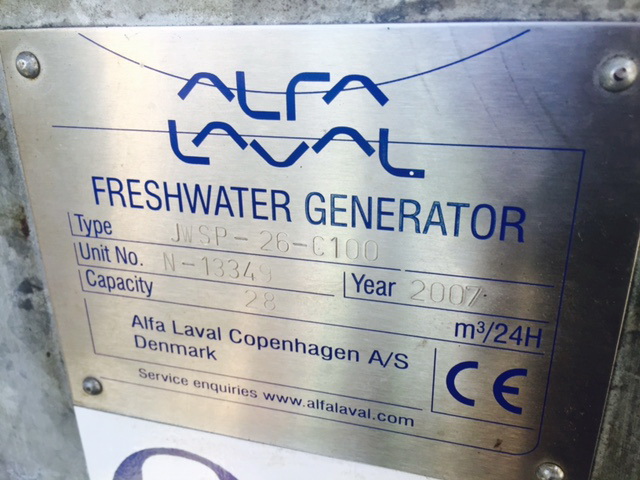 ALFA
LAVAL
FRESHWATER GENERATOR
Type JWSP-26-C100
Unit No. N-13349 Year 2007
Capacity 28 m³/24H
Alfa Laval Copenhagen A/S
Denmark
CE
Service enquiries www.alfalaval.com